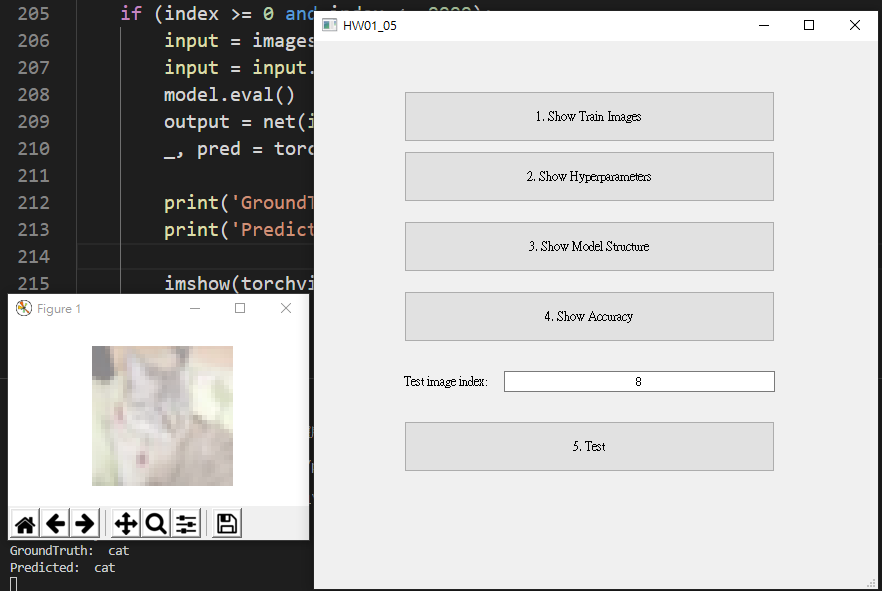 205 if (index >= 0 and
206 input = images
207 input = input.
208 model.eval()
209 output = net(i
210 _, pred = torc
211
212 print('GroundT
213 print('Predict
214
215 imshow(torchvi
HW01_05
1. Show Train Images
2. Show Hyperparameters
3. Show Model Structure
4. Show Accuracy
Test image index: 8
5. Test
Figure 1
GroundTruth: cat
Predicted: cat